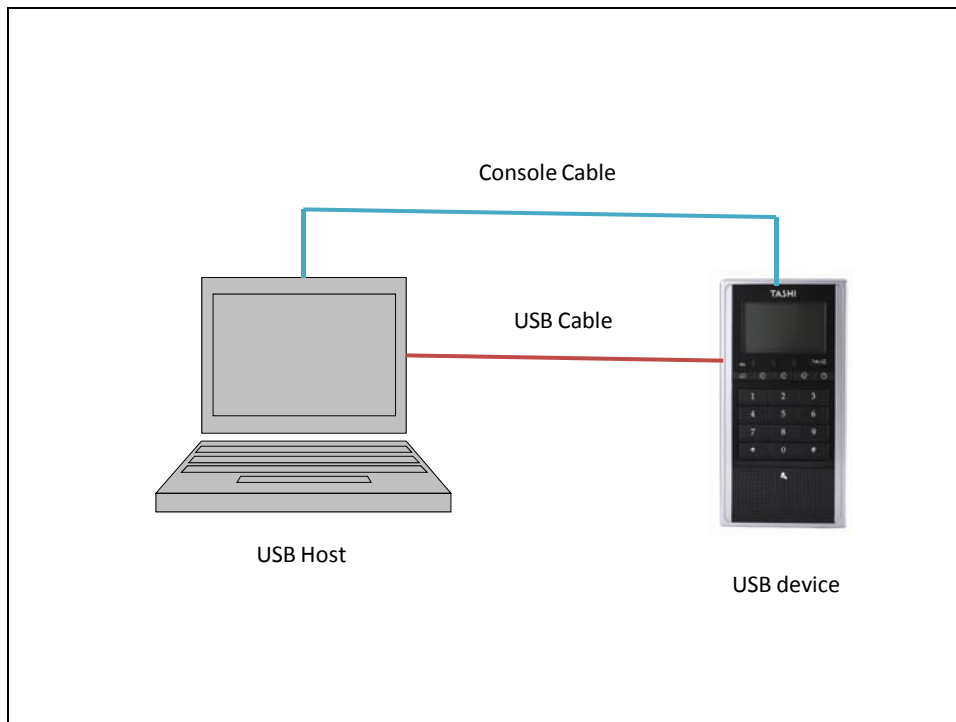 Console Cable
TASHI
USB Cable
1 2 3
4 5 6
7 8 9
* 0 #
USB Host
USB device